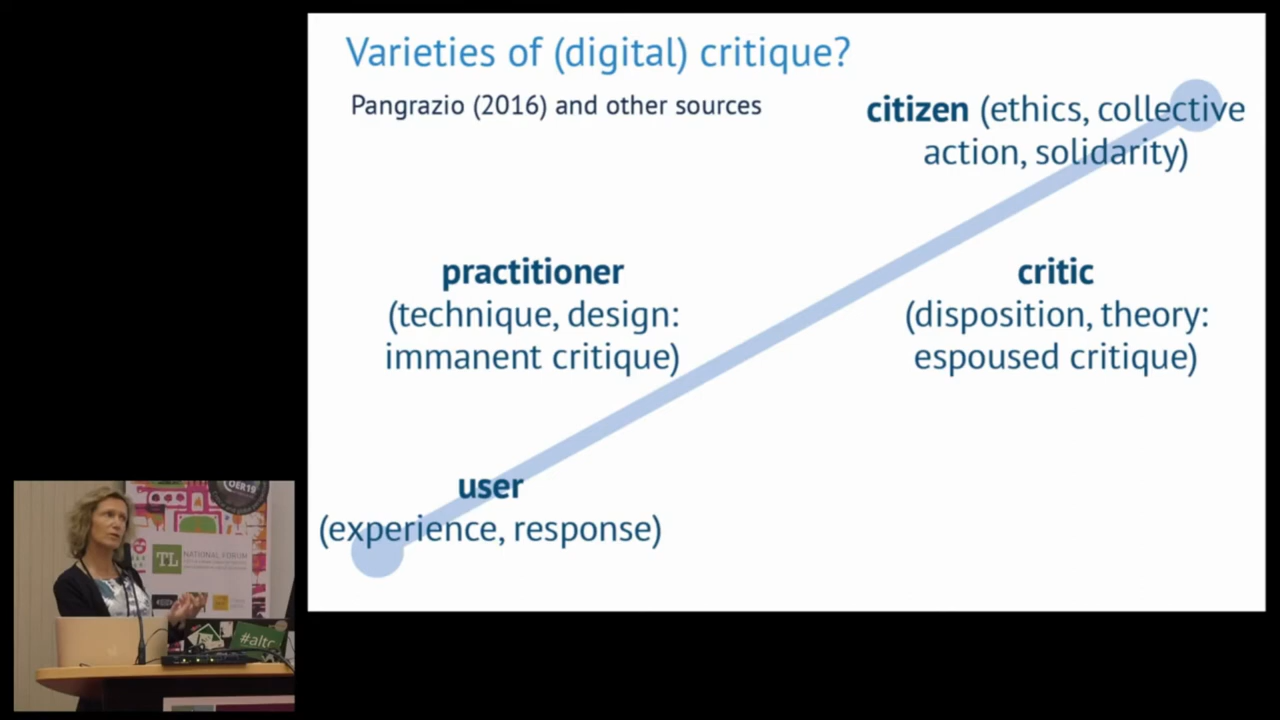 Varieties of (digital) critique?
Pangrazio (2016) and other sources
citizen (ethics, collective
action, solidarity)
practitioner
(technique, design:
immanent critique)
critic
(disposition, theory:
espoused critique)
user
(experience, response)
OER19
TL
NATIONAL FORUM
#altc